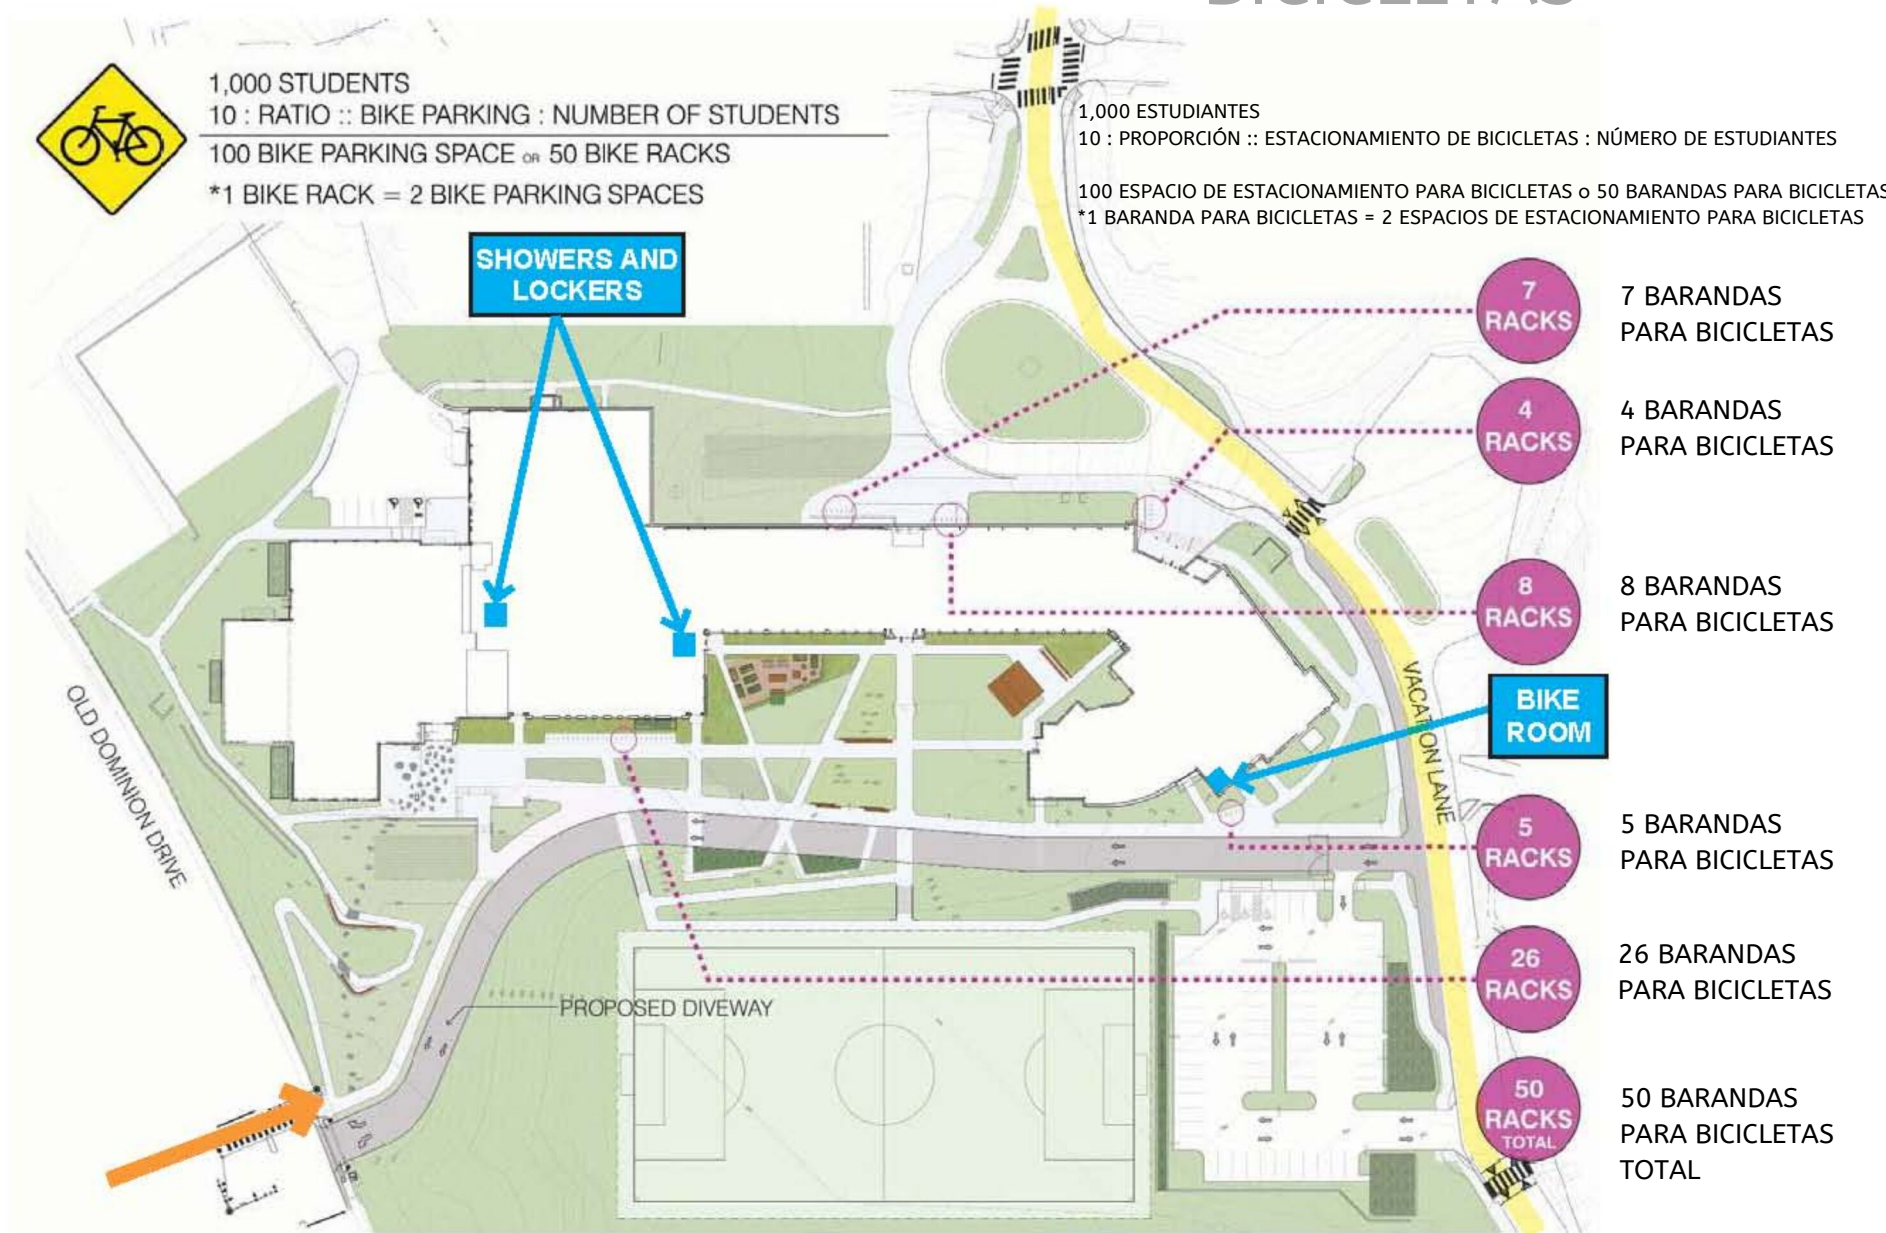 BICICLETAS
1,000 STUDENTS
10 : RATIO :: BIKE PARKING : NUMBER OF STUDENTS
100 BIKE PARKING SPACE OR 50 BIKE RACKS
*1 BIKE RACK = 2 BIKE PARKING SPACES
1,000 ESTUDIANTES
10 : PROPORCIÓN :: ESTACIONAMIENTO DE BICICLETAS : NÚMERO DE ESTUDIANTES
100 ESPACIO DE ESTACIONAMIENTO PARA BICICLETAS o 50 BARANDAS PARA BICICLETAS
*1 BARANDA PARA BICICLETAS = 2 ESPACIOS DE ESTACIONAMIENTO PARA BICICLETAS
SHOWERS AND
LOCKERS
7
RACKS
7 BARANDAS
PARA BICICLETAS
4
RACKS
4 BARANDAS
PARA BICICLETAS
8
RACKS
8 BARANDAS
PARA BICICLETAS
BIKE
ROOM
VACATION LANE
OLD DOMINION DRIVE
5
RACKS
5 BARANDAS
PARA BICICLETAS
26
RACKS
26 BARANDAS
PARA BICICLETAS
PROPOSED DIVEWAY
50
RACKS
TOTAL
50 BARANDAS
PARA BICICLETAS
TOTAL